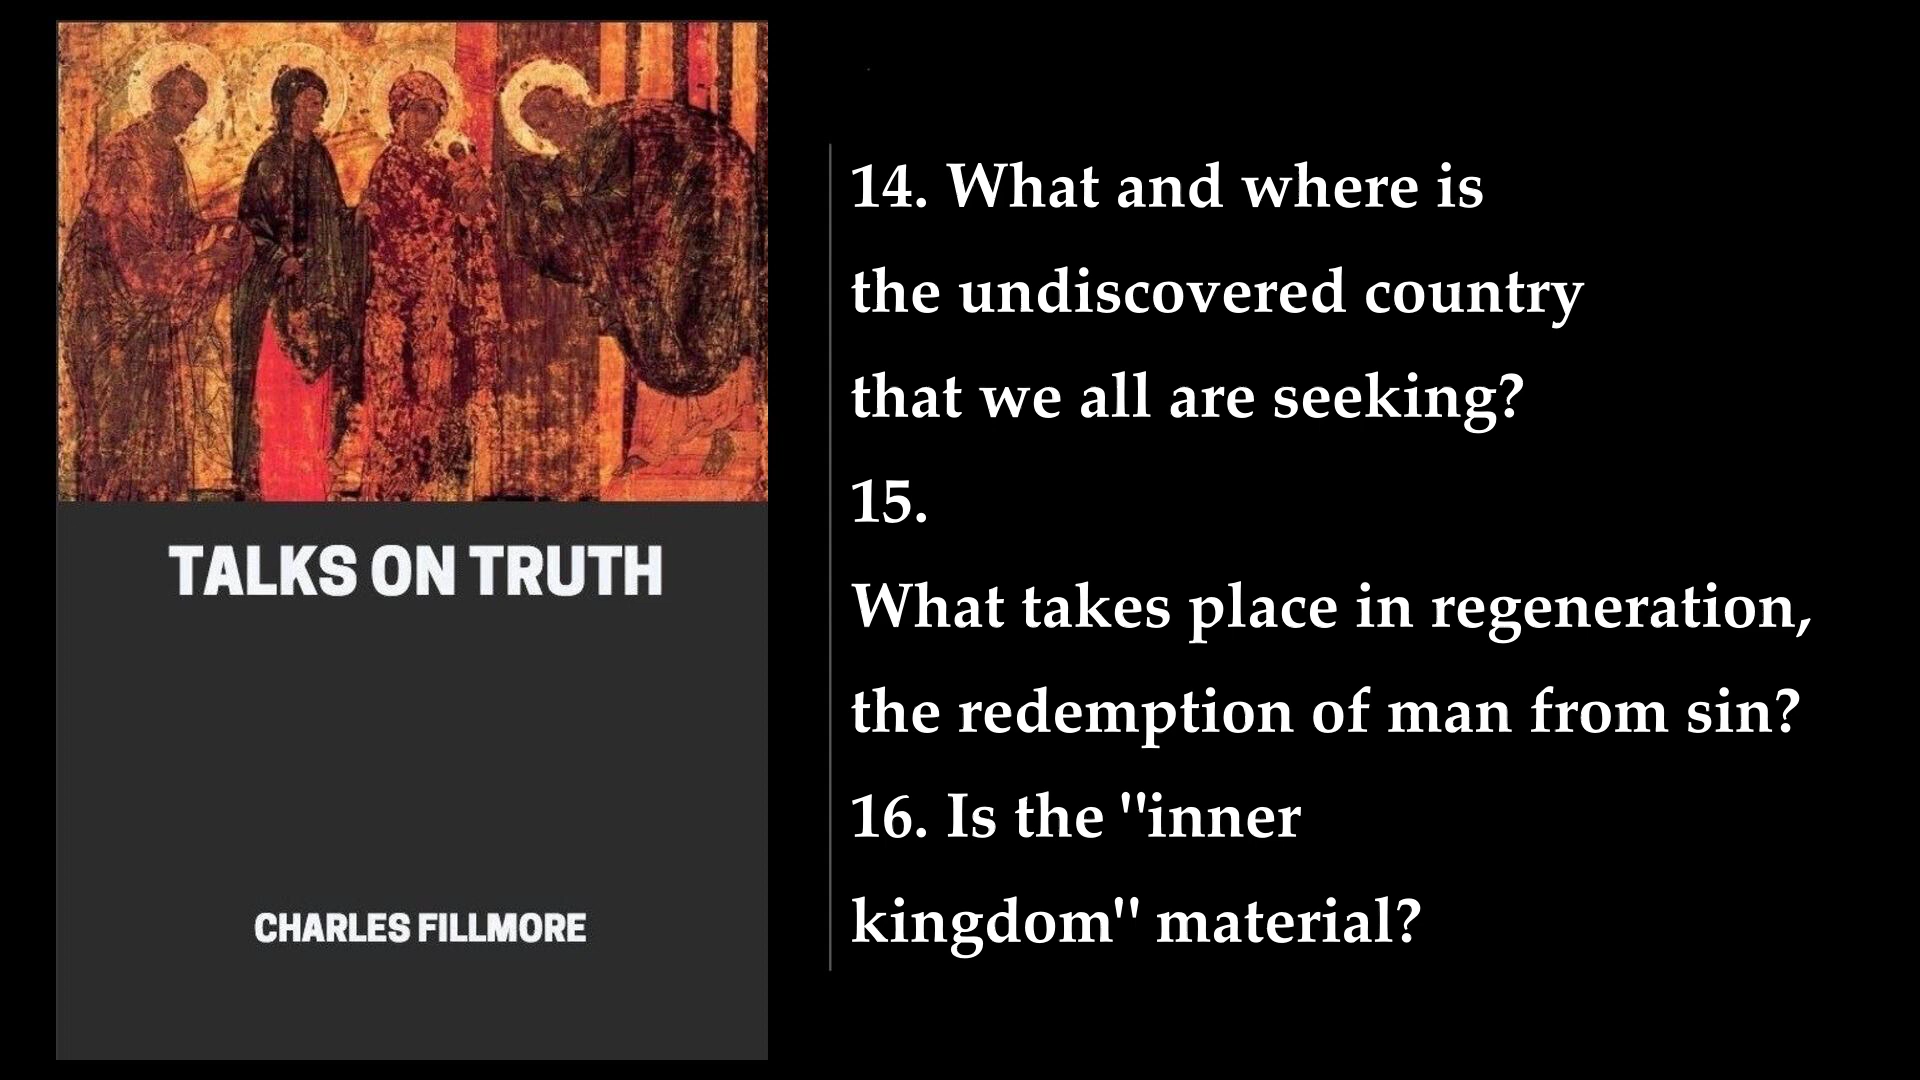 TALKS ON TRUTH
CHARLES FILLMORE
14. What and where is
the undiscovered country
that we all are seeking?
15.
What takes place in regeneration,
the redemption of man from sin?
16. Is the "inner
kingdom" material?